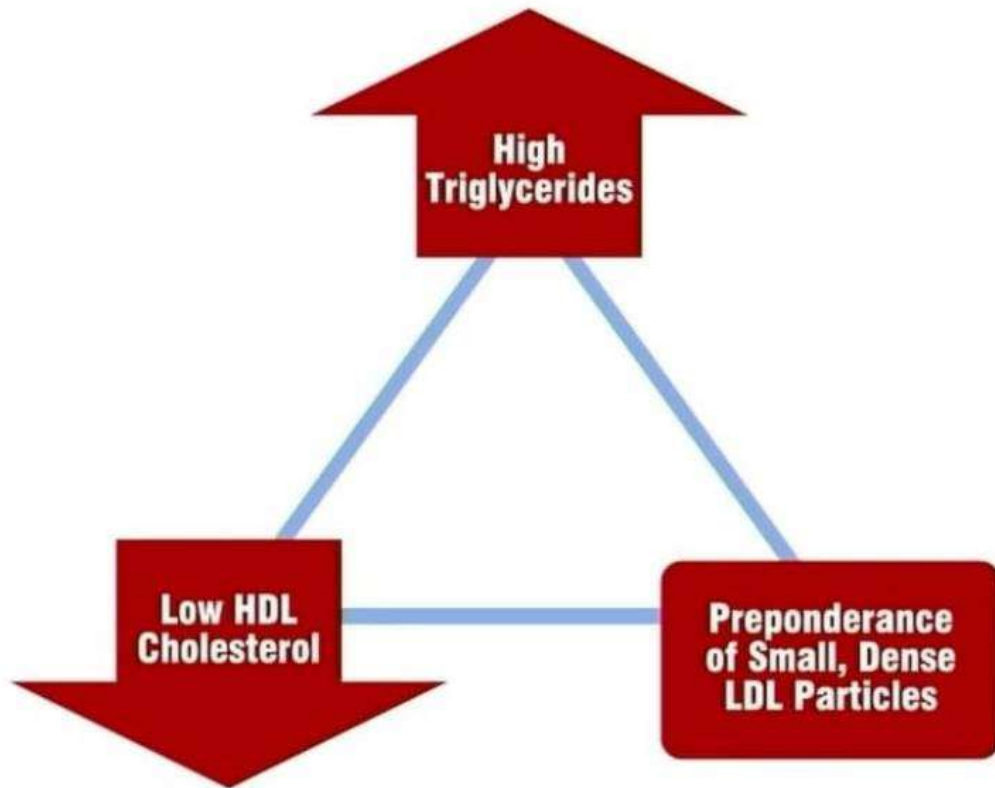 High
Triglycerides
Low HDL
Cholesterol
Preponderance
of Small, Dense
LDL Particles